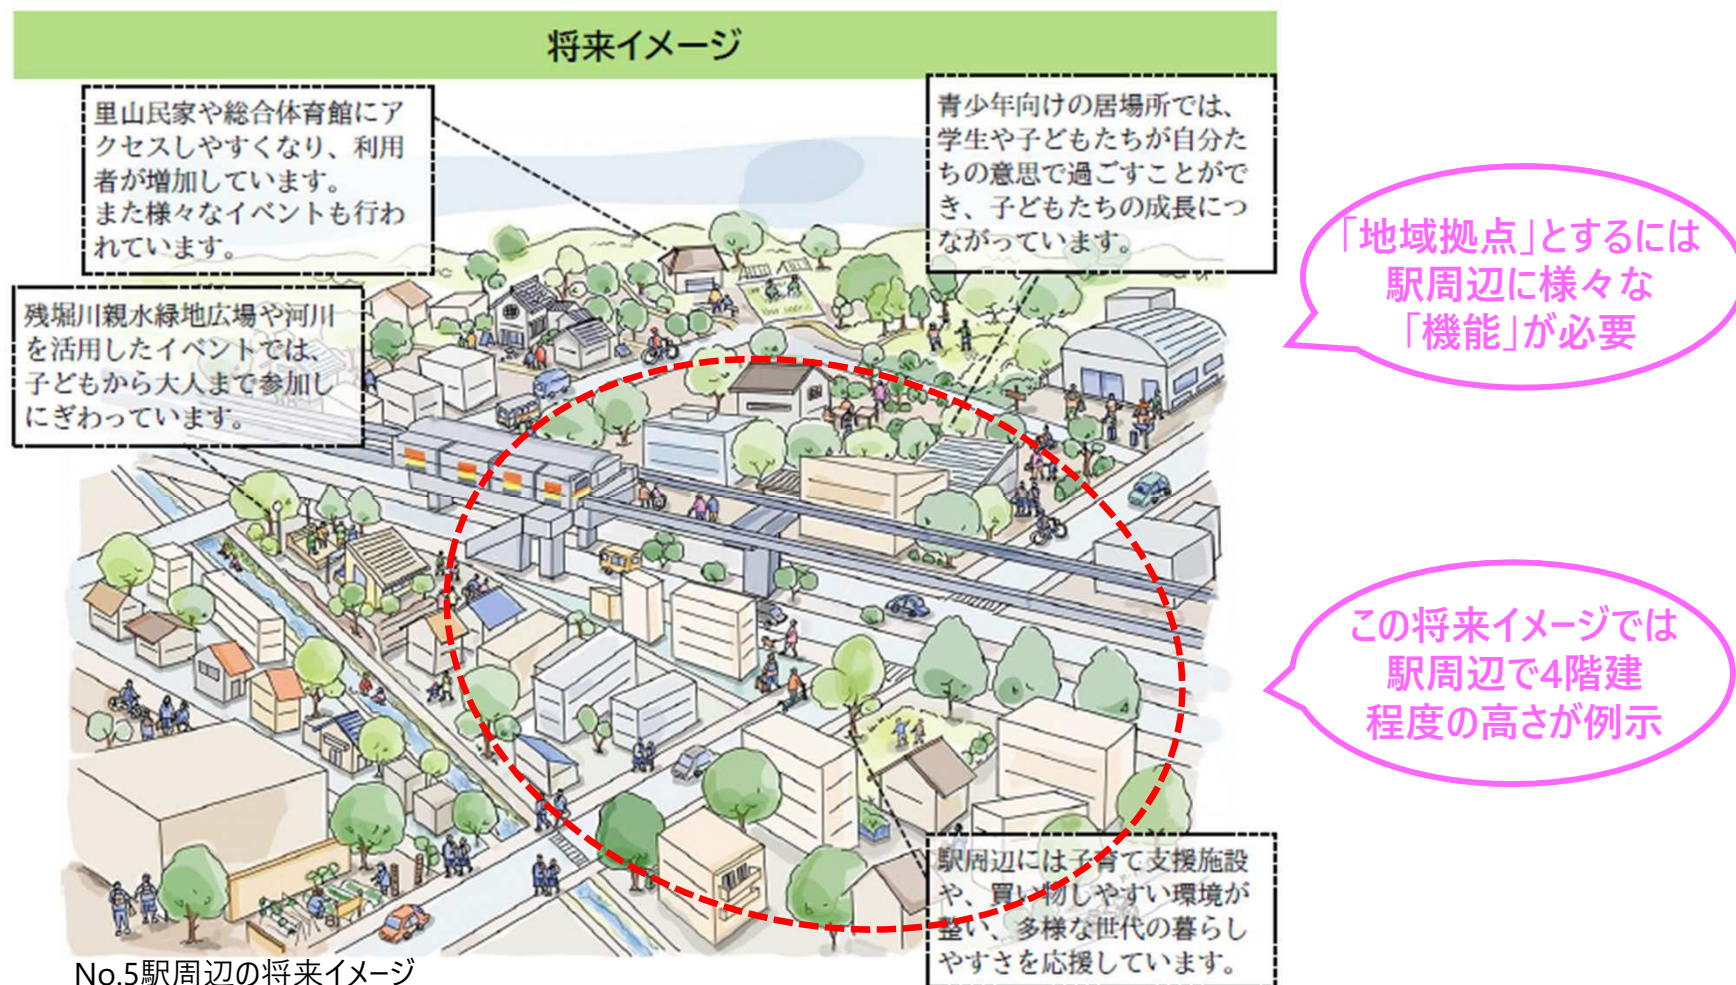 将来イメージ
里山民家や総合体育館にア
クセスしやすくなり、利用
者が増加しています。
また様々なイベントも行わ
れています。
青少年向けの居場所では、
学生や子どもたちが自分た
ちの意思で過ごすことがで
き、子どもたちの成長につ
ながっています。
残堀川親水緑地広場や河川
を活用したイベントでは、
子どもから大人まで参加し
にぎわっています。
「地域拠点」とするには
駅周辺に様々な
「機能」が必要
この将来イメージでは
駅周辺で4階建
程度の高さが例示
駅周辺には子育て支援施設
や、買い物しやすい環境が
整い、多様な世代の暮らし
やすさを応援しています。
No.5駅周辺の将来イメージ